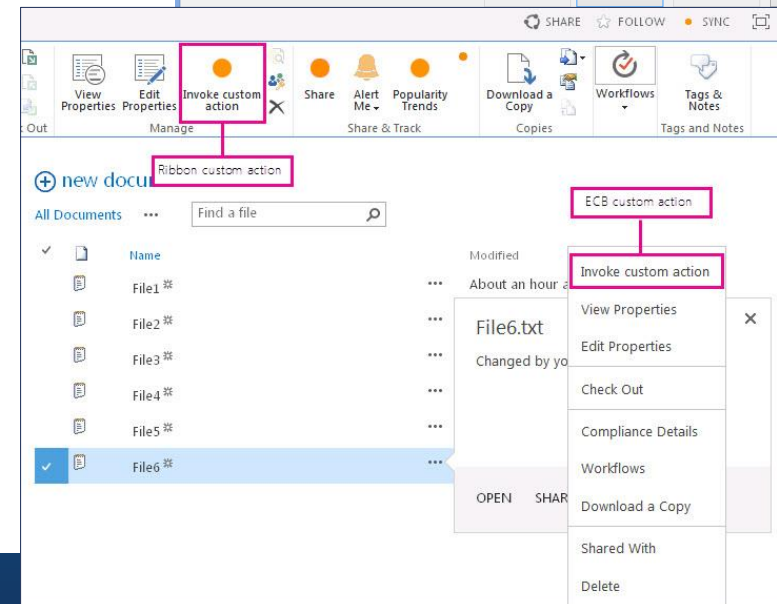 SHARE FOLLOW SYNC
View Properties
Edit Properties
Invoke custom action
Share
Alert Me
Popularity Trends
Download a Copy
Workflows
Tags & Notes
Out
Manage
Share & Track
Copies
Tags and Notes
Ribbon custom action
new docu
All Documents ... Find a file
ECB custom action
Name Modified
File1 ... About an hour a
File2 ...
File3 ...
File4 ...
File5 ...
File6 ...
File6.txt
Changed by yo
OPEN SHAR
Invoke custom action
View Properties
Edit Properties
Check Out
Compliance Details
Workflows
Download a Copy
Shared With
Delete